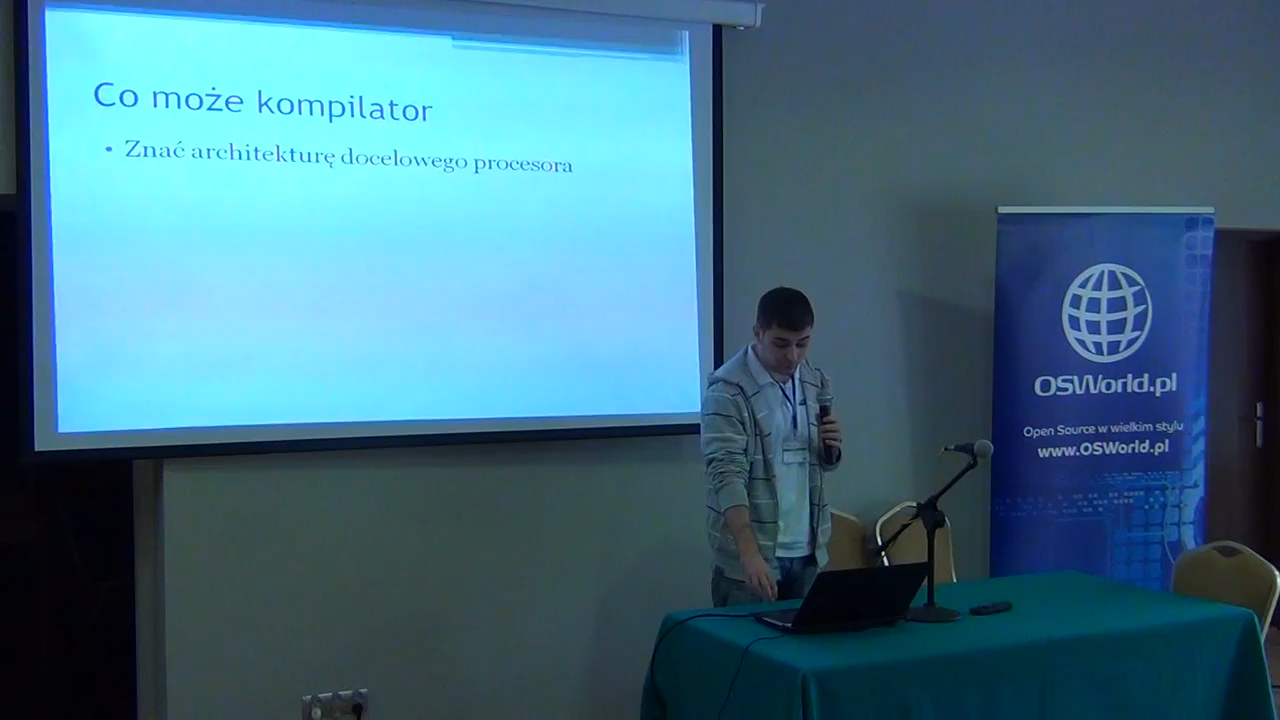 Co może kompilator
• Znać architekturę docelowego procesora
OSWorld.pl
Open Source w wielkim stylu
www.OSWorld.pl